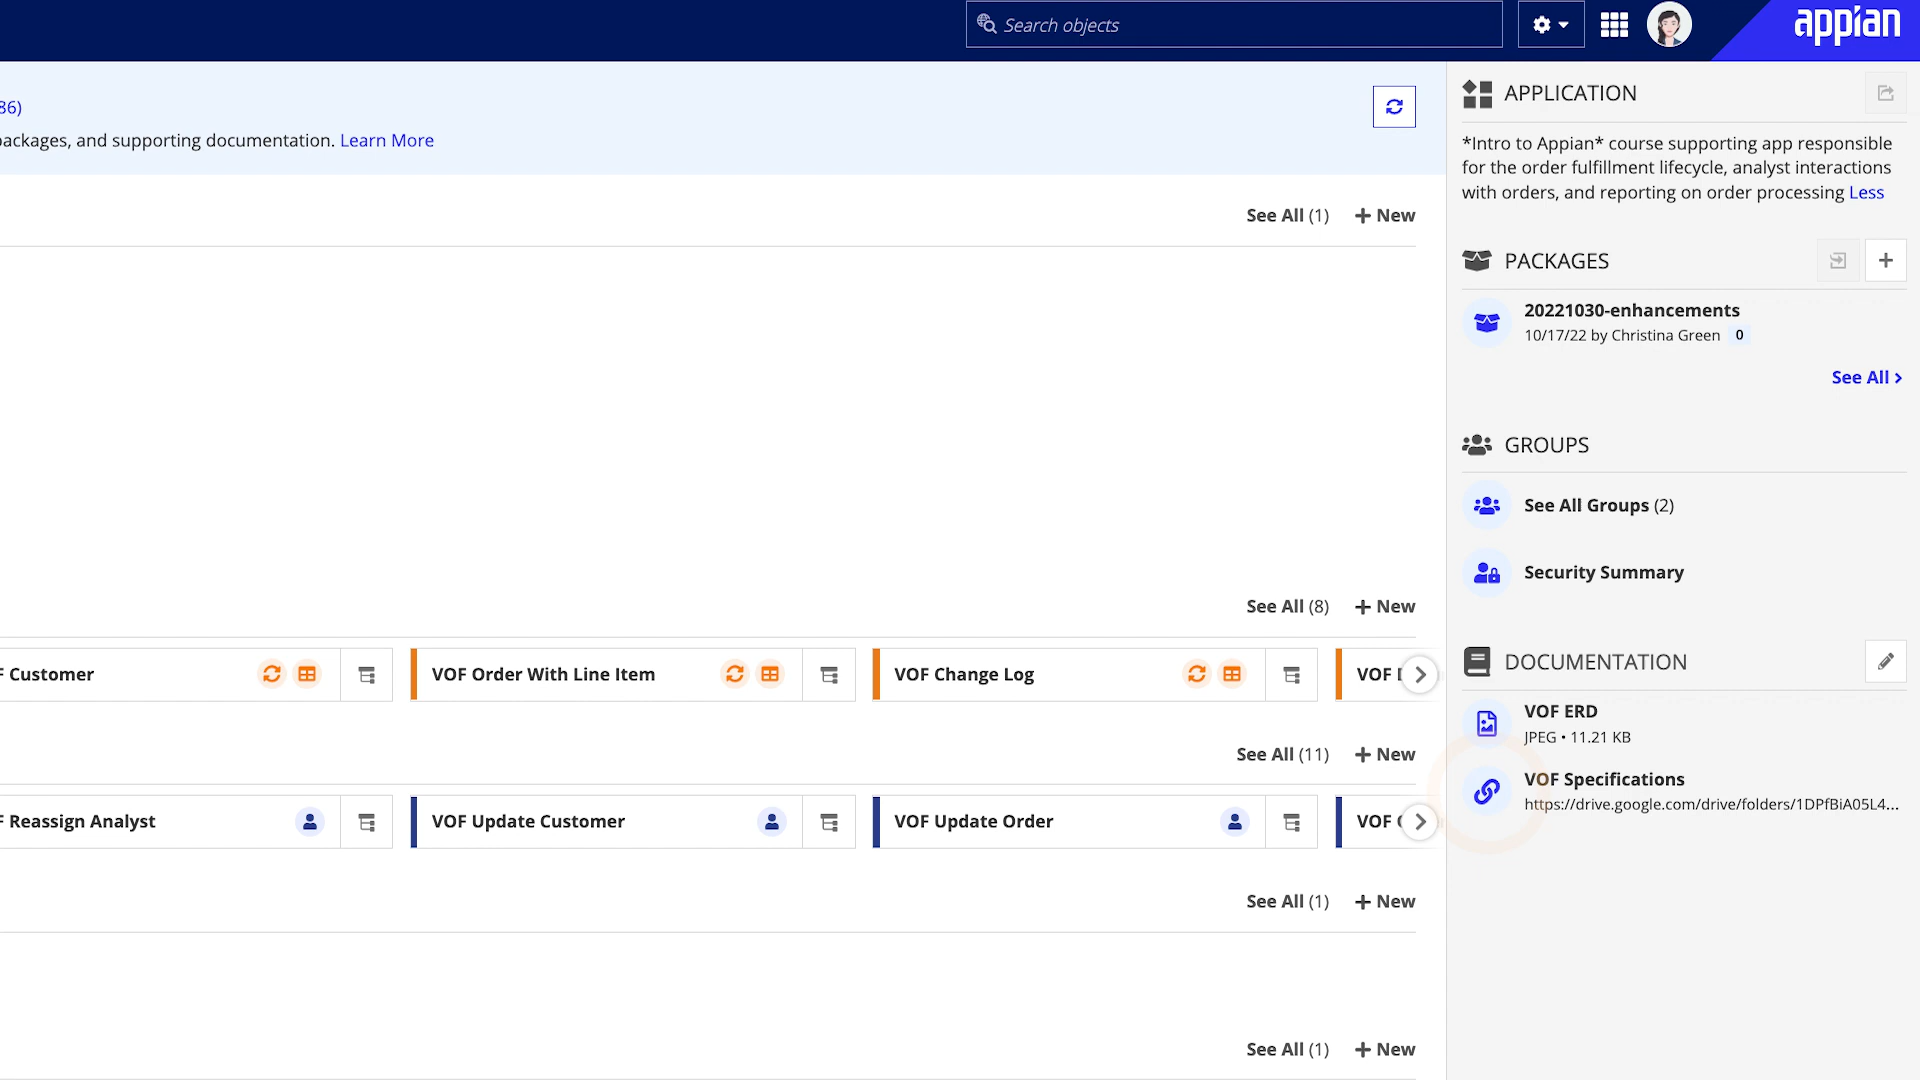 Search objects
appian
86)
ackages, and supporting documentation. Learn More
See All (1) + New
See All (8) + New
Customer
VOF Order With Line Item
VOF Change Log
VOF
See All (11) + New
Reassign Analyst
VOF Update Customer
VOF Update Order
VOF
See All (1) + New
See All (1) + New
APPLICATION
*Intro to Appian* course supporting app responsible
for the order fulfillment lifecycle, analyst interactions
with orders, and reporting on order processing Less
PACKAGES
20221030-enhancements
10/17/22 by Christina Green 0
See All >
GROUPS
See All Groups (2)
Security Summary
DOCUMENTATION
VOF ERD
JPEG • 11.21 KB
VOF Specifications
https://drive.google.com/drive/folders/1DPfBiA05L4...